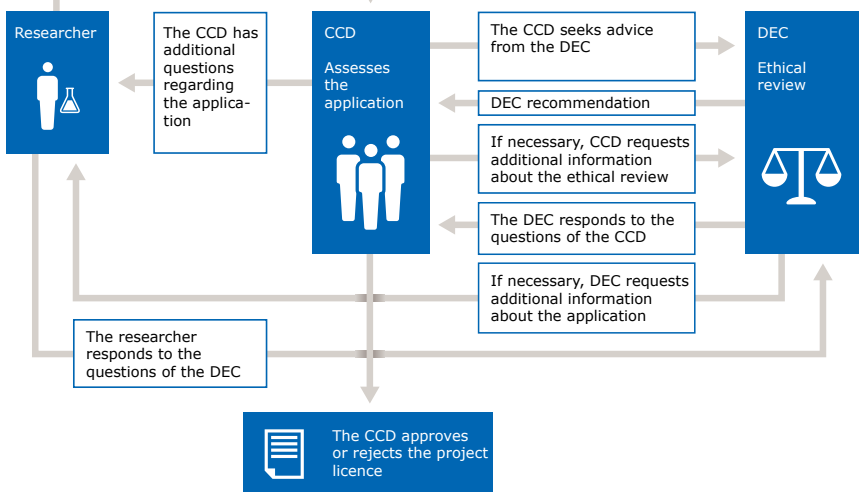 Researcher
The CCD has
additional
questions
regarding
the applica-
tion
CCD
Assesses
the
application
The CCD seeks advice
from the DEC
DEC
Ethical
review
DEC recommendation
If necessary, CCD requests
additional information
about the ethical review
The DEC responds to the
questions of the CCD
If necessary, DEC requests
additional information
about the application
The researcher
responds to the
questions of the DEC
The CCD approves
or rejects the project
licence